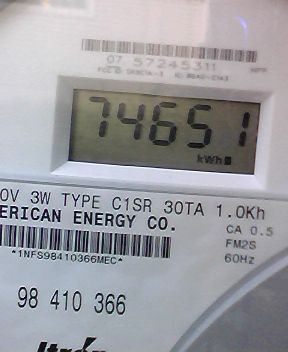 07 57245311
74651
kWh
0V 3W TYPE C1SR 30TA 1.0Kh
ERICAN ENERGY CO.
CA 0.5
FM2S
60Hz
*1NFS98410366MEC*
98 410 366
Itron